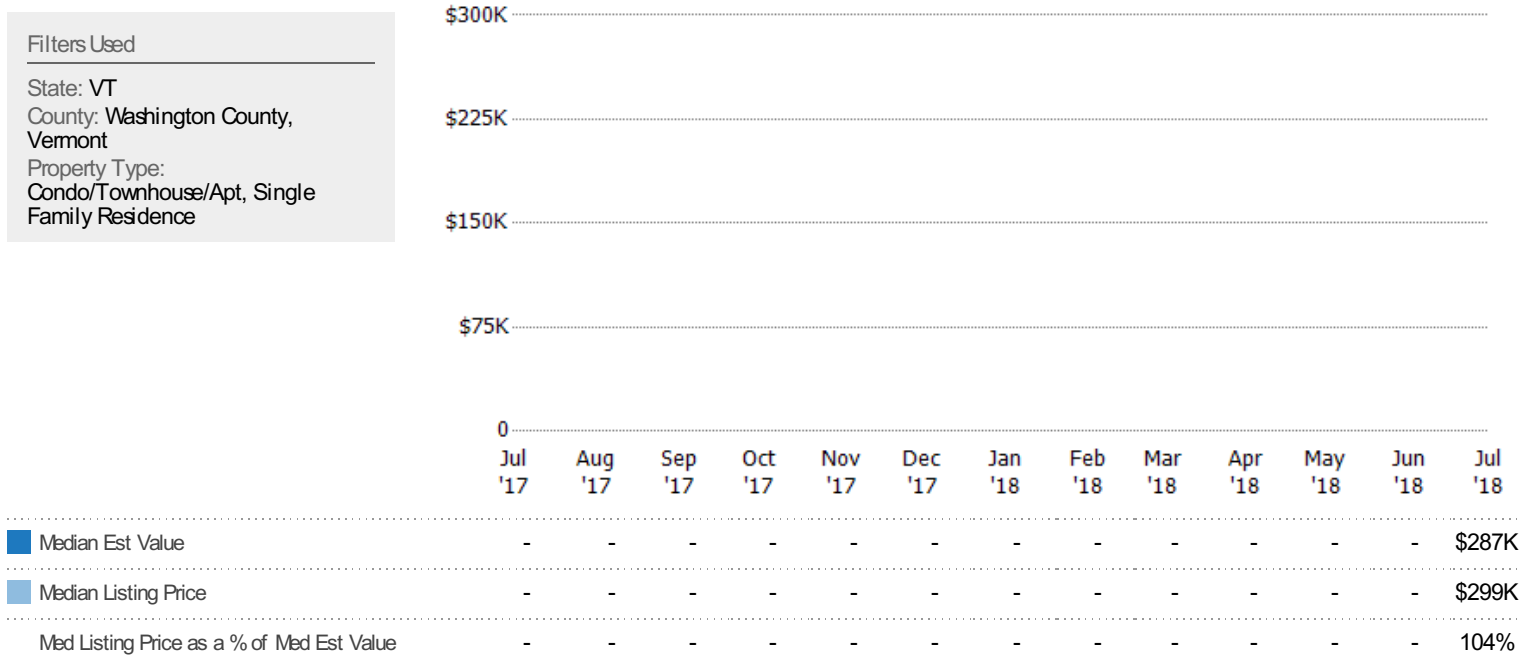 Filters Used
State: VT
County: Washington County,
Vermont
Property Type:
Condo/Townhouse/Apt, Single
Family Residence
$300K
$225K
$150K
$75K
0
Jul Aug Sep Oct Nov Dec Jan Feb Mar Apr May Jun Jul
'17 '17 '17 '17 '17 '17 '18 '18 '18 '18 '18 '18 '18
Median Est Value - - - - - - - - - - - - $287K
Median Listing Price - - - - - - - - - - - - $299K
Med Listing Price as a % of Med Est Value - - - - - - - - - - - - 104%